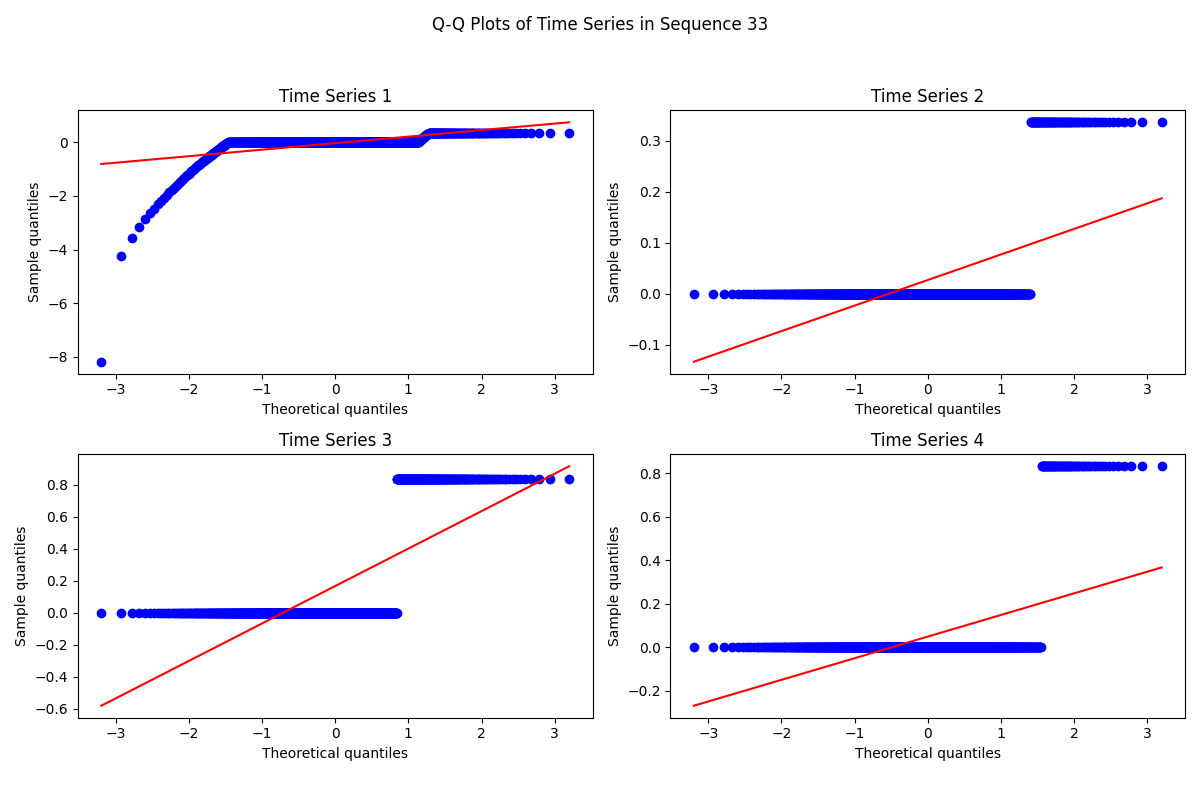 Q-Q Plots of Time Series in Sequence 33
Time Series 1
Sample quantiles
0
−2
−4
−6
−8
−3 −2 −1 0 1 2 3
Theoretical quantiles
Time Series 2
Sample quantiles
0.3
0.2
0.1
0.0
−0.1
−3 −2 −1 0 1 2 3
Theoretical quantiles
Time Series 3
Sample quantiles
0.8
0.6
0.4
0.2
0.0
−0.2
−0.4
−0.6
−3 −2 −1 0 1 2 3
Theoretical quantiles
Time Series 4
Sample quantiles
0.8
0.6
0.4
0.2
0.0
−0.2
−3 −2 −1 0 1 2 3
Theoretical quantiles